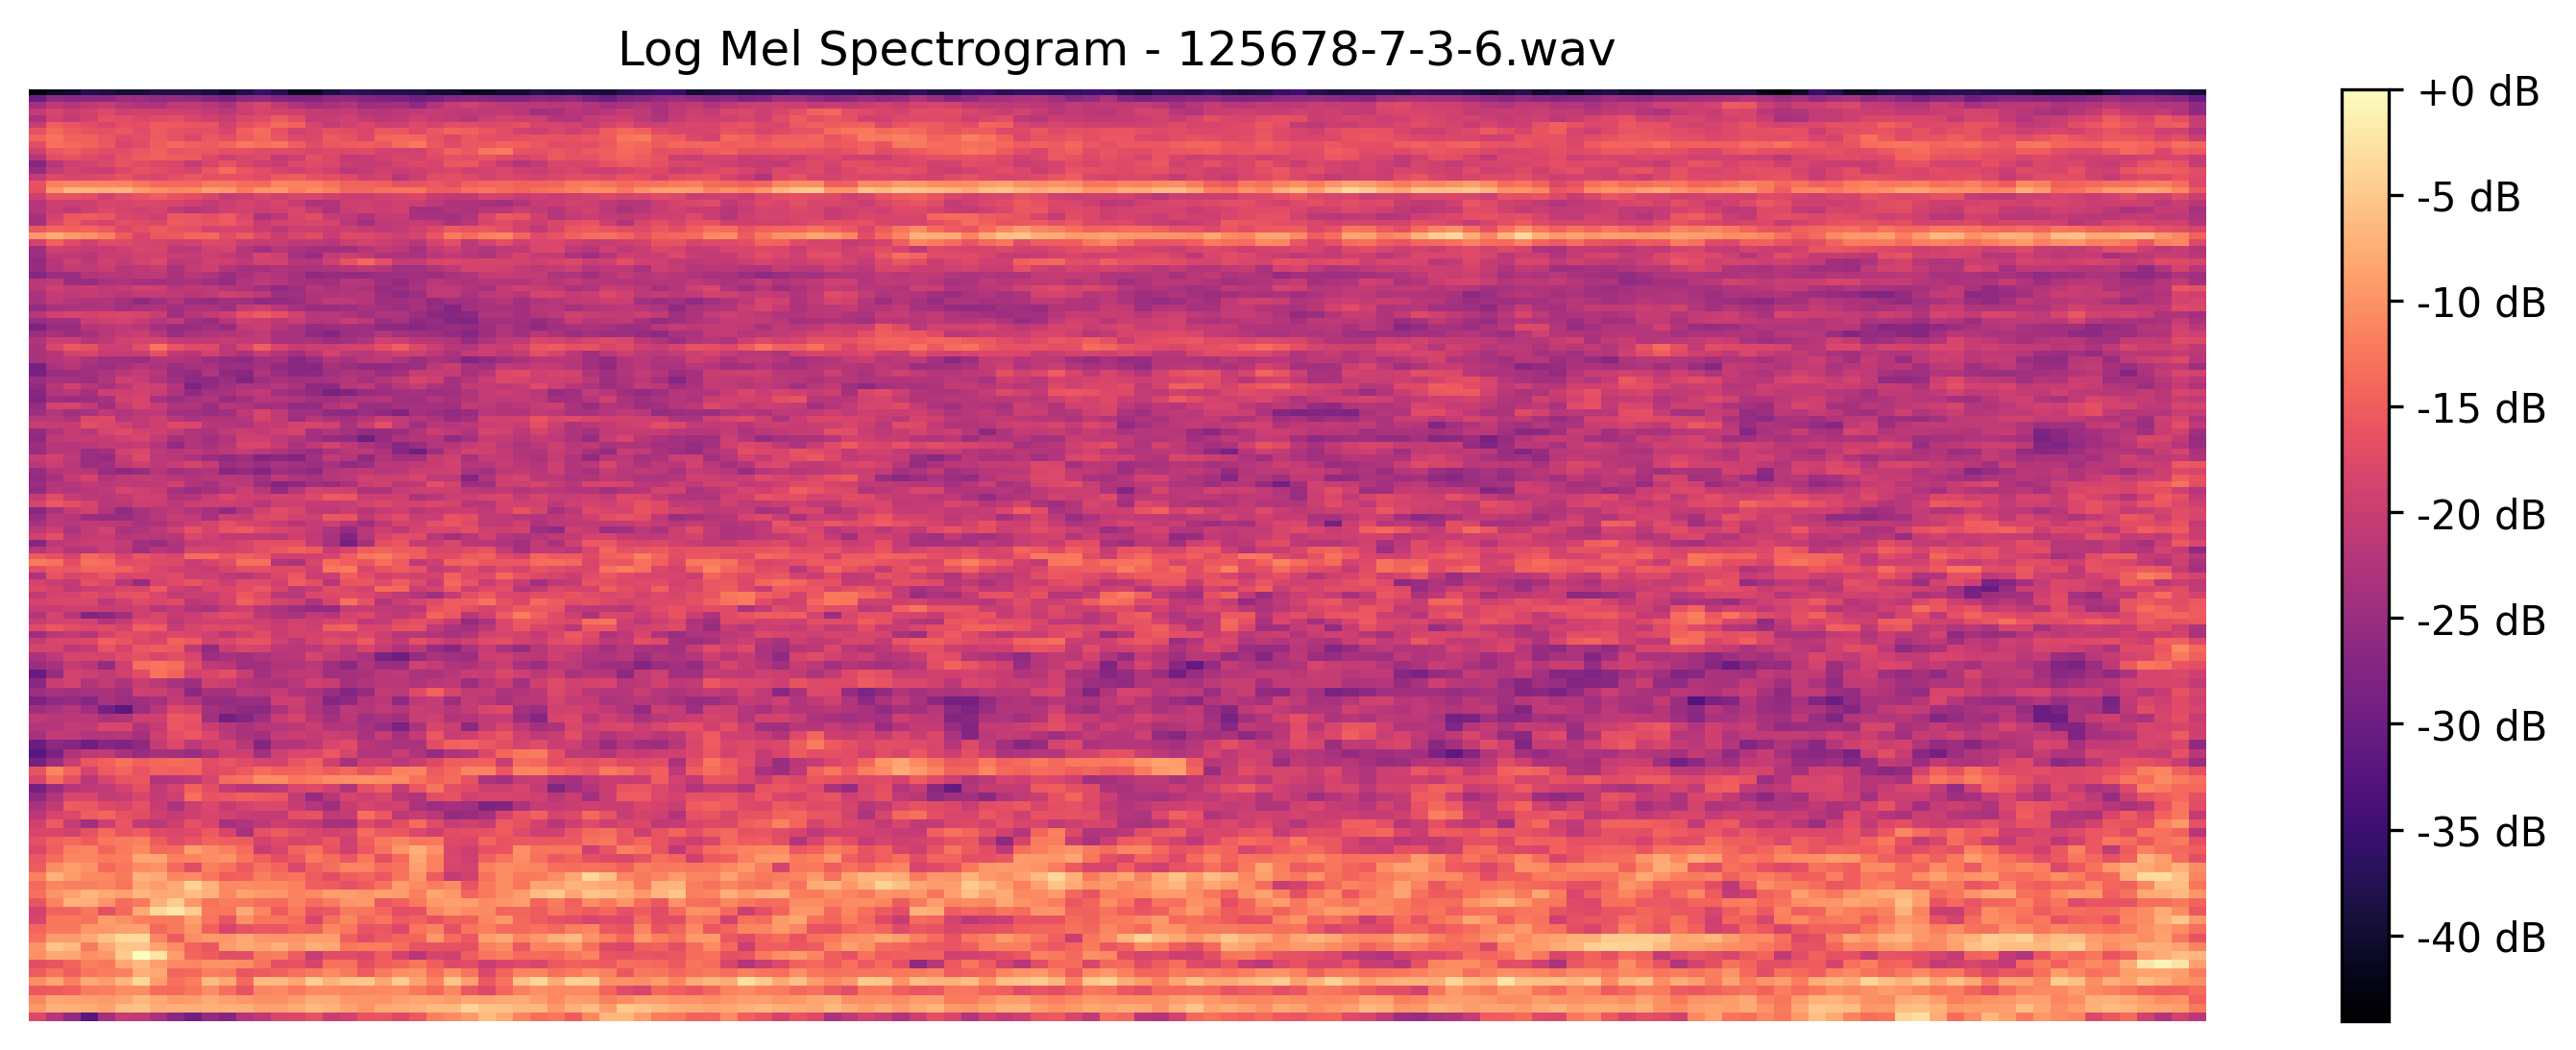 Log Mel Spectrogram - 125678-7-3-6.wav
+0 dB
-5 dB
-10 dB
-15 dB
-20 dB
-25 dB
-30 dB
-35 dB
-40 dB